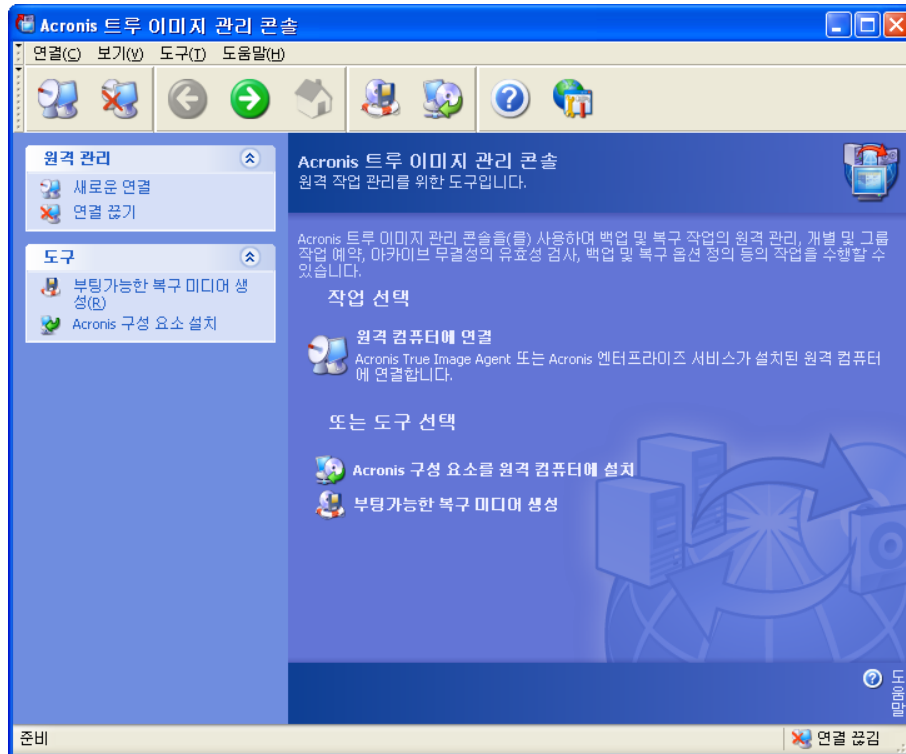 Acronis 트루 이미지 관리 콘솔
연결(C) 보기(V) 도구(T) 도움말(H)
원격 관리
새로운 연결
연결 끊기
도구
부팅가능한 복구 미디어 생
성(R)
Acronis 구성 요소 설치
Acronis 트루 이미지 관리 콘솔
원격 작업 관리를 위한 도구입니다.
Acronis 트루 이미지 관리 콘솔을(를) 사용하여 백업 및 복구 작업의 원격 관리, 개별 및 그룹
작업 예약, 아카이브 무결성의 유효성 검사, 백업 및 복구 옵션 정의 등의 작업을 수행할 수
있습니다.
작업 선택
원격 컴퓨터에 연결
Acronis True Image Agent 또는 Acronis 엔터프라이즈 서비스가 설치된 원격 컴퓨터
에 연결합니다.
또는 도구 선택
Acronis 구성 요소를 원격 컴퓨터에 설치
부팅가능한 복구 미디어 생성
도움말
준비
연결 끊김